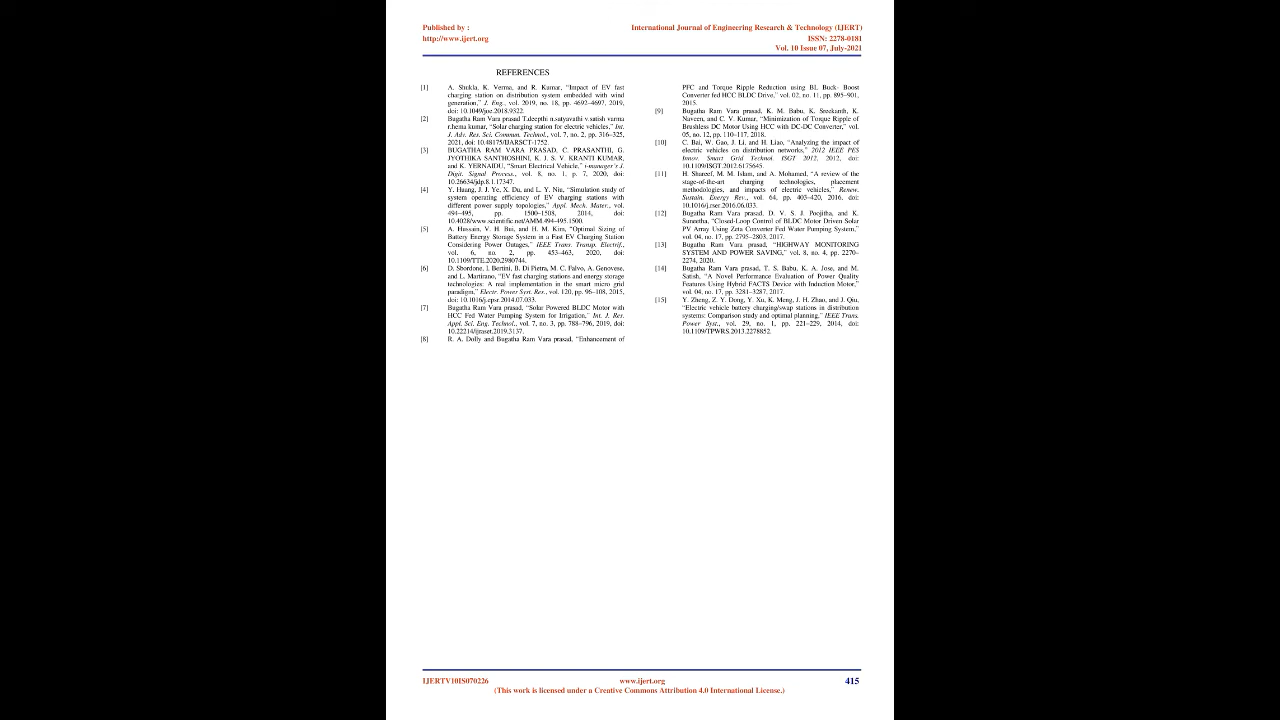 Published by :
http://www.ijert.org
International Journal of Engineering Research & Technology (IJERT)
ISSN: 2278-0181
Vol. 10 Issue 07, July-2021
REFERENCES
[1] A. Shukla, K. Verma, and R. Kumar, “Impact of EV fast
charging station on distribution system embedded with wind
generation,” J. Eng., vol. 2019, no. 18, pp. 4692–4697, 2019,
doi: 10.1049/joe.2018.9322.
[2] Bugatha Ram Vara prasad T.deepthi n.satyavathi v.satish varma
r.hema kumar, “Solar charging station for electric vehicles,” Int.
J. Adv. Res. Sci. Commun. Technol., vol. 7, no. 2, pp. 316–325,
2021, doi: 10.48175/IJARSCT-1752.
[3] BUGATHA RAM VARA PRASAD, C. PRASANTHI, G.
JYOTHIKA SANTHOSHINI, K. J. S. V. KRANTI KUMAR,
and K. YERNAIDU, “Smart Electrical Vehicle,” i-manager’s J.
Digit. Signal Process., vol. 8, no. 1, p. 7, 2020, doi:
10.26634/jdp.8.1.17347.
[4] Y. Huang, J. J. Ye, X. Du, and L. Y. Niu, “Simulation study of
system operating efficiency of EV charging stations with
different power supply topologies,” Appl. Mech. Mater., vol.
494–495, pp. 1500–1508, 2014, doi:
10.4028/www.scientific.net/AMM.494-495.1500.
[5] A. Hussain, V. H. Bui, and H. M. Kim, “Optimal Sizing of
Battery Energy Storage System in a Fast EV Charging Station
Considering Power Outages,” IEEE Trans. Transp. Electrif.,
vol. 6, no. 2, pp. 453–463, 2020, doi:
10.1109/TTE.2020.2980744.
[6] D. Sbordone, I. Bertini, B. Di Pietra, M. C. Falvo, A. Genovese,
and L. Martirano, “EV fast charging stations and energy storage
technologies: A real implementation in the smart micro grid
paradigm,” Electr. Power Syst. Res., vol. 120, pp. 96–108, 2015,
doi: 10.1016/j.epsr.2014.07.033.
[7] Bugatha Ram Vara prasad, “Solar Powered BLDC Motor with
HCC Fed Water Pumping System for Irrigation,” Int. J. Res.
Appl. Sci. Eng. Technol., vol. 7, no. 3, pp. 788–796, 2019, doi:
10.22214/ijraset.2019.3137.
[8] R. A. Dolly and Bugatha Ram Vara prasad, “Enhancement of
PFC and Torque Ripple Reduction using BL Buck- Boost
Converter fed HCC BLDC Drive,” vol. 02, no. 11, pp. 895–901,
2015.
[9] Bugatha Ram Vara prasad, K. M. Babu, K. Sreekanth, K.
Naveen, and C. V. Kumar, “Minimization of Torque Ripple of
Brushless DC Motor Using HCC with DC-DC Converter,” vol.
05, no. 12, pp. 110–117, 2018.
[10] C. Bai, W. Gao, J. Li, and H. Liao, “Analyzing the impact of
electric vehicles on distribution networks,” 2012 IEEE PES
Innov. Smart Grid Technol. ISGT 2012, 2012, doi:
10.1109/ISGT.2012.6175645.
[11] H. Shareef, M. M. Islam, and A. Mohamed, “A review of the
stage-of-the-art charging technologies, placement
methodologies, and impacts of electric vehicles,” Renew.
Sustain. Energy Rev., vol. 64, pp. 403–420, 2016, doi:
10.1016/j.rser.2016.06.033.
[12] Bugatha Ram Vara prasad, D. V. S. J. Poojitha, and K.
Suneetha, “Closed-Loop Control of BLDC Motor Driven Solar
PV Array Using Zeta Converter Fed Water Pumping System,”
vol. 04, no. 17, pp. 2795–2803, 2017.
[13] Bugatha Ram Vara prasad, “HIGHWAY MONITORING
SYSTEM AND POWER SAVING,” vol. 8, no. 4, pp. 2270–
2274, 2020.
[14] Bugatha Ram Vara prasad, T. S. Babu, K. A. Jose, and M.
Satish, “A Novel Performance Evaluation of Power Quality
Features Using Hybrid FACTS Device with Induction Motor,”
vol. 04, no. 17, pp. 3281–3287, 2017.
[15] Y. Zheng, Z. Y. Dong, Y. Xu, K. Meng, J. H. Zhao, and J. Qiu,
“Electric vehicle battery charging/swap stations in distribution
systems: Comparison study and optimal planning,” IEEE Trans.
Power Syst., vol. 29, no. 1, pp. 221–229, 2014, doi:
10.1109/TPWRS.2013.2278852.
IJERTV10IS070226
www.ijert.org
415
(This work is licensed under a Creative Commons Attribution 4.0 International License.)